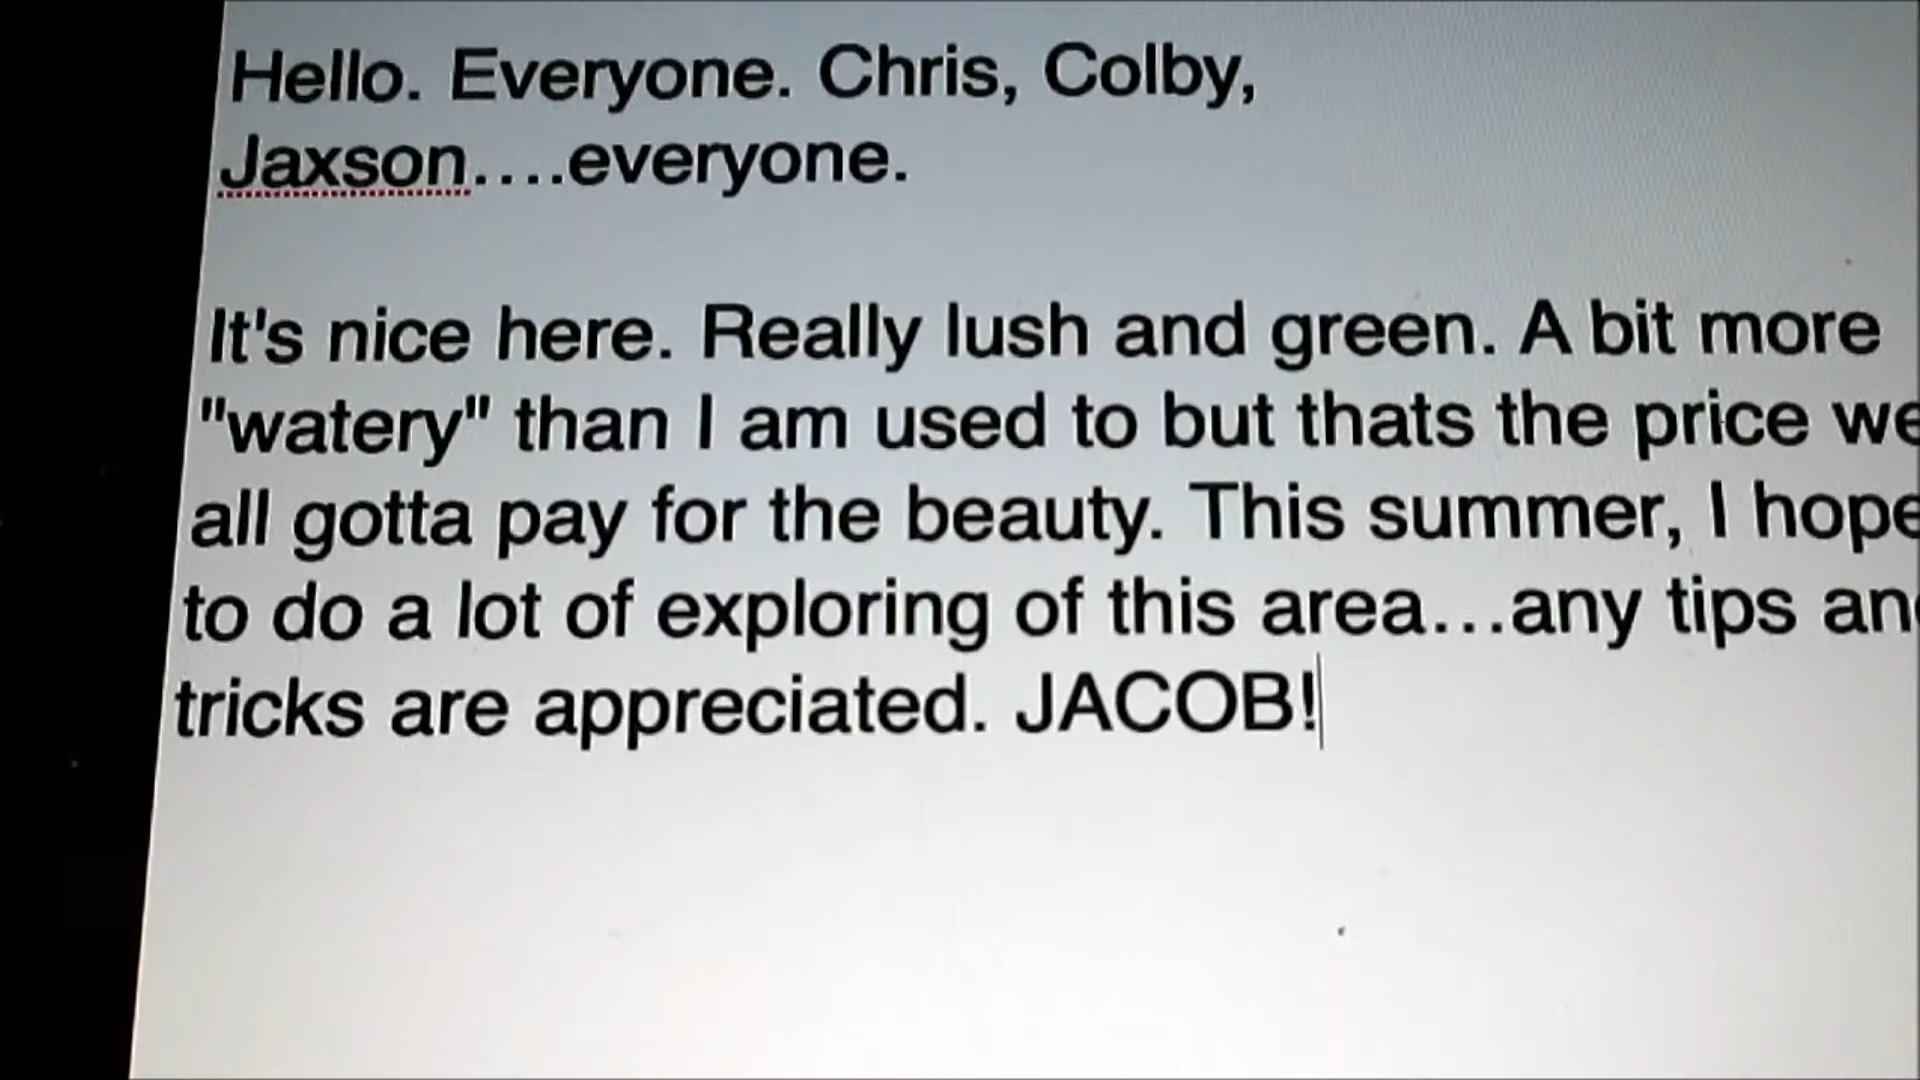 Hello. Everyone. Chris, Colby,
Jaxson....everyone.
It's nice here. Really lush and green. A bit more
"watery" than I am used to but thats the price we
all gotta pay for the beauty. This summer, I hope
to do a lot of exploring of this area...any tips and
tricks are appreciated. JACOB!